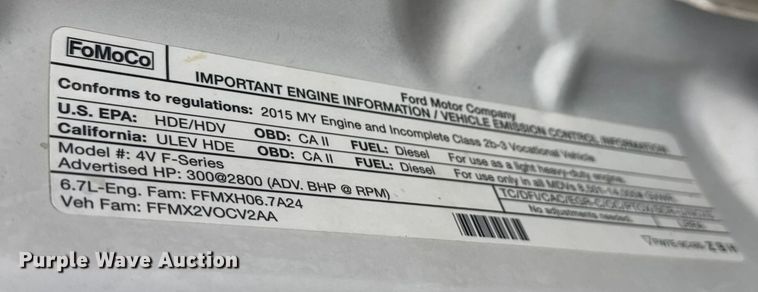 FoMoCo
Ford Motor Company
IMPORTANT ENGINE INFORMATION / VEHICLE EMISSION CONTROL INFORMATION
Conforms to regulations: 2015 MY Engine and Incomplete Class 2b-3 Vocational Vehicle
U.S. EPA: HDE/HDV OBD: CA II FUEL: Diesel For use as a light heavy-duty engine.
California: ULEV HDE OBD: CA II FUEL: Diesel For use only in all MDVs 8,501-14,000#
Model #: 4V F-Series
Advertised HP: 300@2800 (ADV. BHP @ RPM)
6.7L-Eng. Fam: FFMXH06.7A24
Veh Fam: FFMX2VOCV2AA
No adjustments needed.
Purple Wave Auction